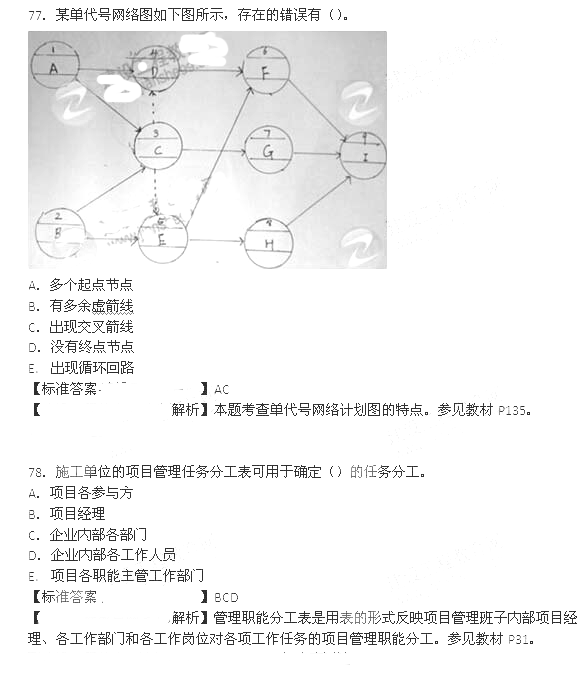 77. 某单代号网络图如下图所示，存在的错误有（）。
1
A
4
D
6
F
3
C
7
G
9
I
2
B
5
E
8
H
A. 多个起点节点
B. 有多余虚箭线
C. 出现交叉箭线
D. 没有终点节点
E. 出现循环回路
【标准答案 】AC
【 解析】本题考查单代号网络计划图的特点。参见教材 P135。
78. 施工单位的项目管理任务分工表可用于确定（）的任务分工。
A. 项目各参与方
B. 项目经理
C. 企业内部各部门
D. 企业内部各工作人员
E. 项目各职能主管工作部门
【标准答案 】BCD
【 解析】管理职能分工表是用表的形式反映项目管理班子内部项目经
理、各工作部门和各工作岗位对各项工作任务的项目管理职能分工。参见教材 P31。